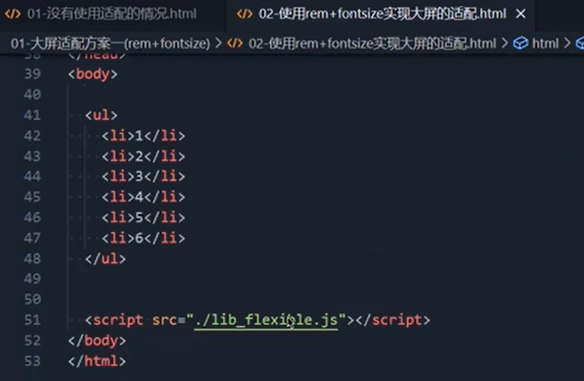 01-没有使用适配的情况.html
02-使用rem+fontsize实现大屏的适配.html
01-大屏适配方案一(rem+fontsize) > 02-使用rem+fontsize实现大屏的适配.html > html >
38 </head>
39 <body>
40
41 <ul>
42 <li>1</li>
43 <li>2</li>
44 <li>3</li>
45 <li>4</li>
46 <li>5</li>
47 <li>6</li>
48 </ul>
49
50
51 <script src="./lib_flexible.js"></script>
52 </body>
53 </html>